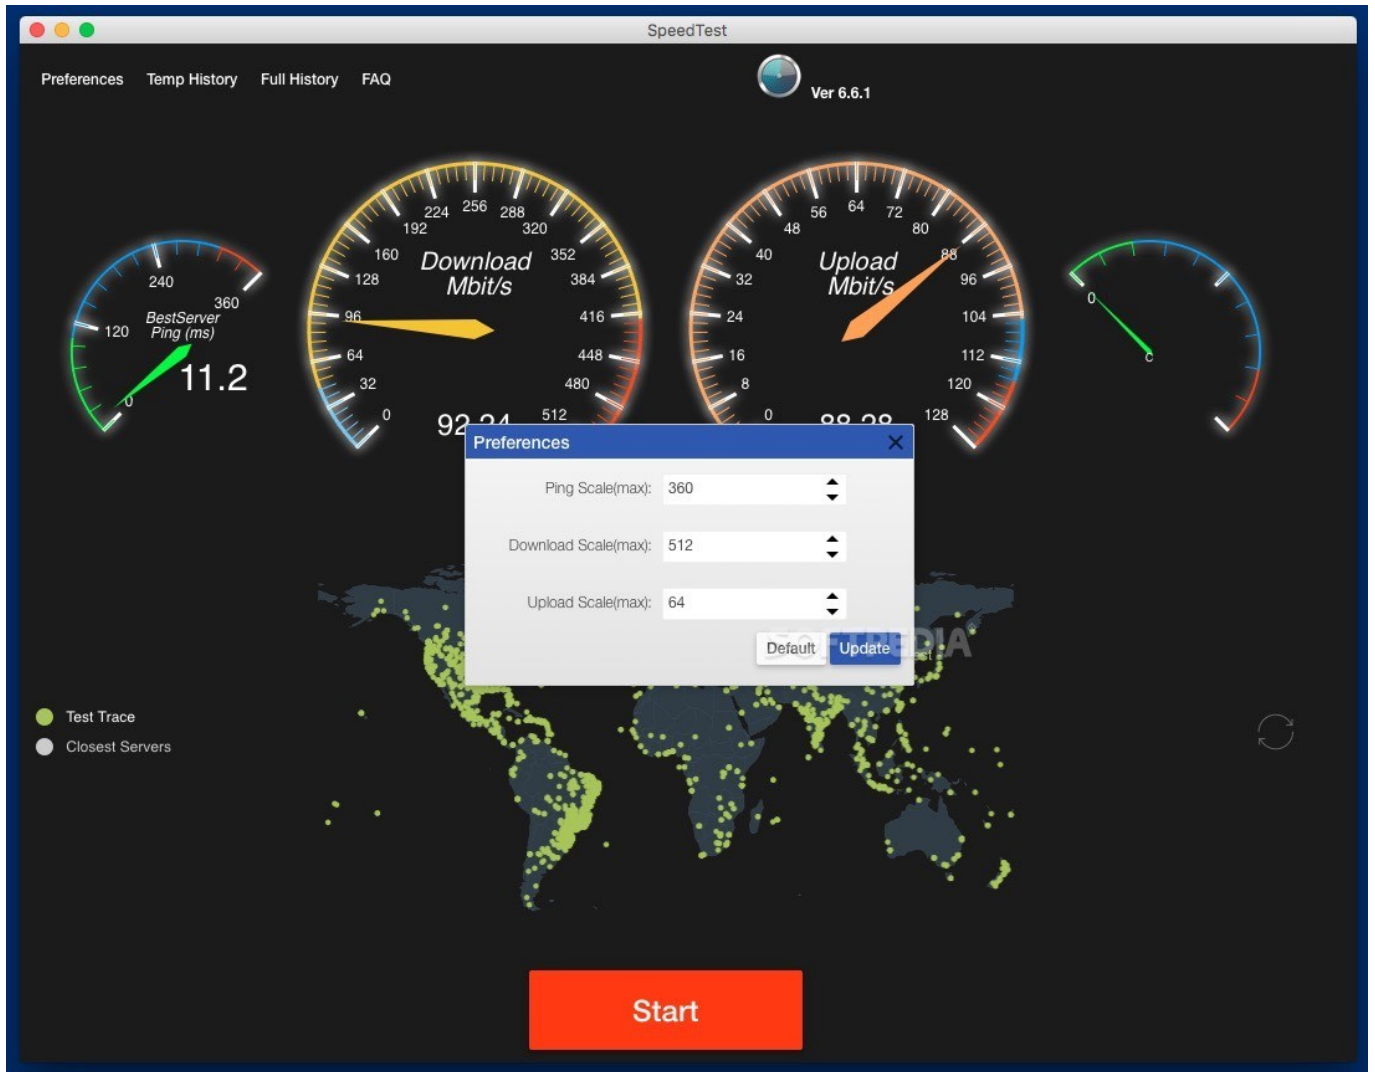 SpeedTest
Preferences Temp History Full History FAQ
Ver 6.6.1
0
120
240
360
BestServer
Ping (ms)
11.2
0
32
64
96
128
160
192
224
256
288
320
352
384
416
448
480
512
Download
Mbit/s
0
8
16
24
32
40
48
56
64
72
80
88
96
104
112
120
128
Upload
Mbit/s
88.28
0
C
Preferences
Ping Scale(max): 360
Download Scale(max): 512
Upload Scale(max): 64
Default Update
SOFTPEDIA
Test Trace
Closest Servers
Start